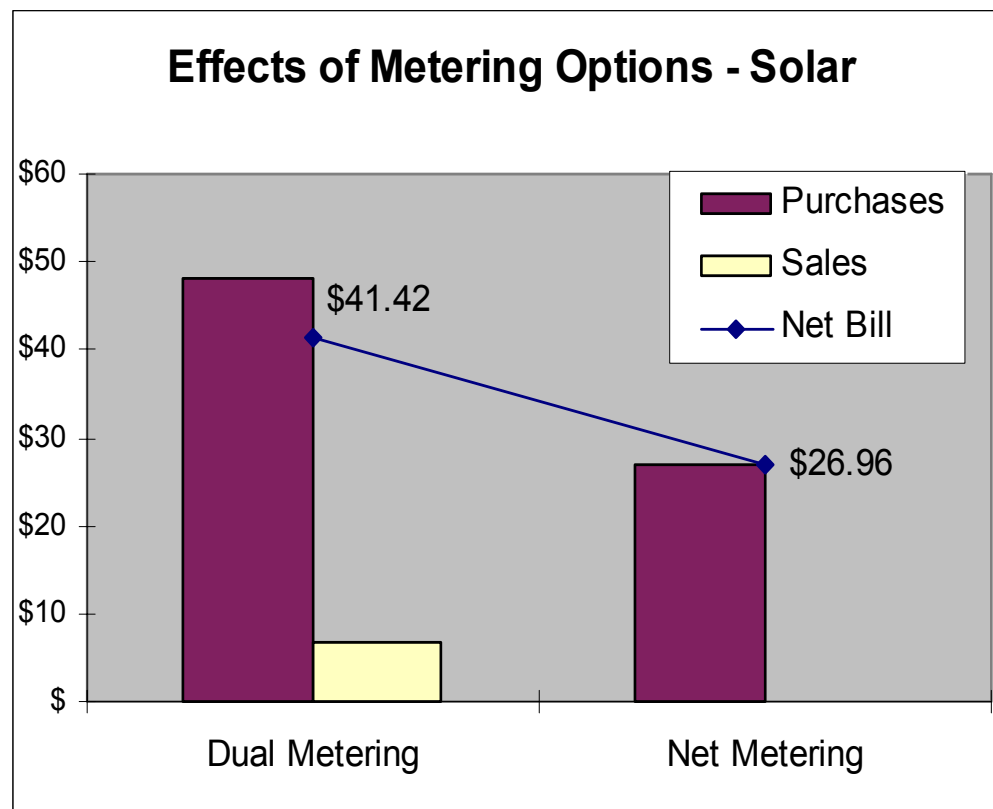 Effects of Metering Options - Solar
$60
$50
$40
$30
$20
$10
$
Purchases
Sales
Net Bill
$41.42
$26.96
Dual Metering
Net Metering